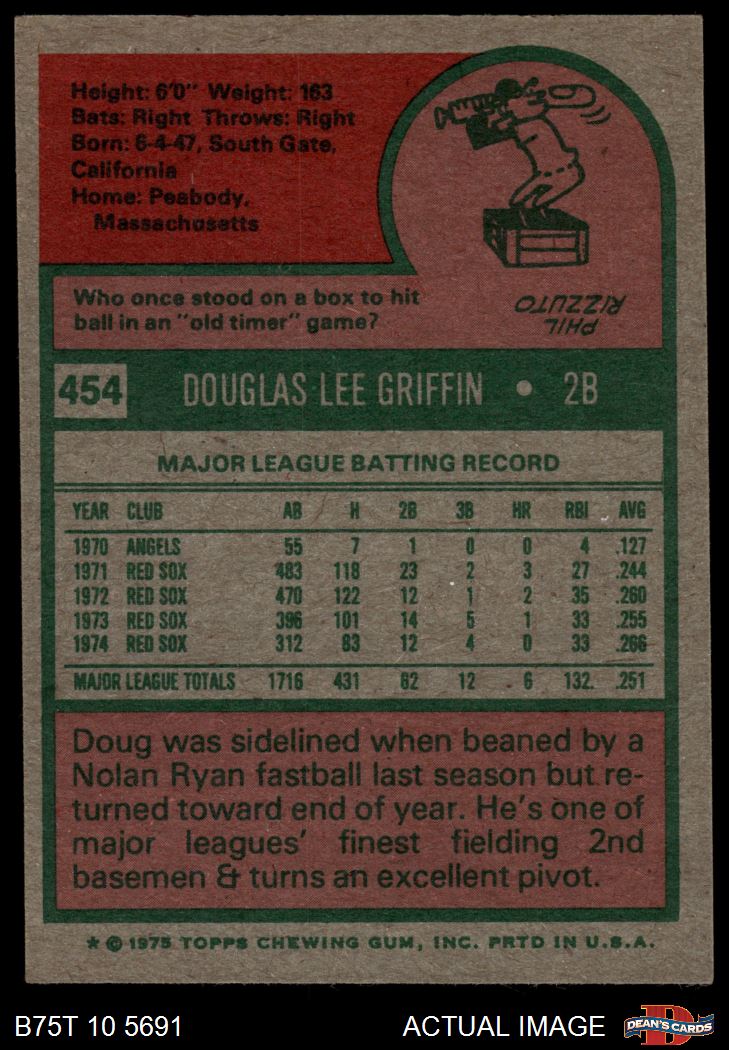 Height: 6'0" Weight: 163
Bats: Right Throws: Right
Born: 6-4-47, South Gate,
California
Home: Peabody,
Massachusetts
PHIL
RIZZUTO
Who once stood on a box to hit
ball in an "old timer" game?
454 DOUGLAS LEE GRIFFIN • 2B
MAJOR LEAGUE BATTING RECORD
YEAR CLUB AB H 2B 3B HR RBI AVG
1970 ANGELS 55 7 1 0 0 4 .127
1971 RED SOX 483 118 23 2 3 27 .244
1972 RED SOX 470 122 12 1 2 35 .260
1973 RED SOX 396 101 14 5 1 33 .255
1974 RED SOX 312 83 12 4 0 33 .266
MAJOR LEAGUE TOTALS 1716 431 62 12 6 132. .251
Doug was sidelined when beaned by a
Nolan Ryan fastball last season but re-
turned toward end of year. He's one of
major leagues' finest fielding 2nd
basemen & turns an excellent pivot.
* © 1975 TOPPS CHEWING GUM, INC. PRTD IN U.S.A.
B75T 10 5691 ACTUAL IMAGE D DEAN'S CARDS